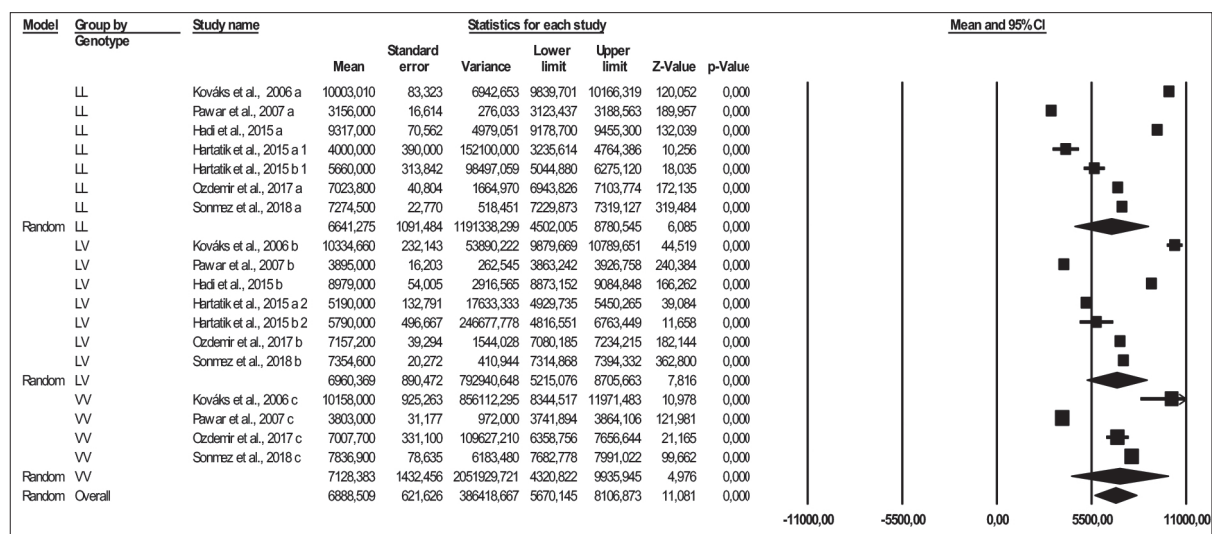 Model Group by Genotype Study name Statistics for each study Mean and 95%CI
Mean Standard error Variance Lower limit Upper limit Z-Value p-Value
LL Kováks et al., 2006 a 10003,010 83,323 6942,653 9839,701 10166,319 120,052 0,000
LL Pawar et al., 2007 a 3156,000 16,614 276,033 3123,437 3188,563 189,957 0,000
LL Hadi et al., 2015 a 9317,000 70,562 4979,051 9178,700 9455,300 132,039 0,000
LL Hartatik et al., 2015 a 1 4000,000 390,000 152100,000 3235,614 4764,386 10,256 0,000
LL Hartatik et al., 2015 b 1 5660,000 313,842 98497,059 5044,880 6275,120 18,035 0,000
LL Ozdemir et al., 2017 a 7023,800 40,804 1664,970 6943,826 7103,774 172,135 0,000
LL Sonmez et al., 2018 a 7274,500 22,770 518,451 7229,873 7319,127 319,484 0,000
Random LL 6641,275 1091,484 1191338,299 4502,005 8780,545 6,085 0,000
LV Kováks et al., 2006 b 10334,660 232,143 53890,222 9879,669 10789,651 44,519 0,000
LV Pawar et al., 2007 b 3895,000 16,203 262,545 3863,242 3926,758 240,384 0,000
LV Hadi et al., 2015 b 8979,000 54,005 2916,565 8873,152 9084,848 166,262 0,000
LV Hartatik et al., 2015 a 2 5190,000 132,791 17633,333 4929,735 5450,265 39,084 0,000
LV Hartatik et al., 2015 b 2 5790,000 496,667 246677,778 4816,551 6763,449 11,658 0,000
LV Ozdemir et al., 2017 b 7157,200 39,294 1544,028 7080,185 7234,215 182,144 0,000
LV Sonmez et al., 2018 b 7354,600 20,272 410,944 7314,868 7394,332 362,800 0,000
Random LV 6960,369 890,472 792940,648 5215,076 8705,663 7,816 0,000
VV Kováks et al., 2006 c 10158,000 925,263 856112,295 8344,517 11971,483 10,978 0,000
VV Pawar et al., 2007 c 3803,000 31,177 972,000 3741,894 3864,106 121,981 0,000
VV Ozdemir et al., 2017 c 7007,700 331,100 109627,210 6358,756 7656,644 21,165 0,000
VV Sonmez et al., 2018 c 7836,900 78,635 6183,480 7682,778 7991,022 99,662 0,000
Random VV 7128,383 1432,456 2051929,721 4320,822 9935,945 4,976 0,000
Random Overall 6888,509 621,626 386418,667 5670,145 8106,873 11,081 0,000
-11000,00 -5500,00 0,00 5500,00 11000,00